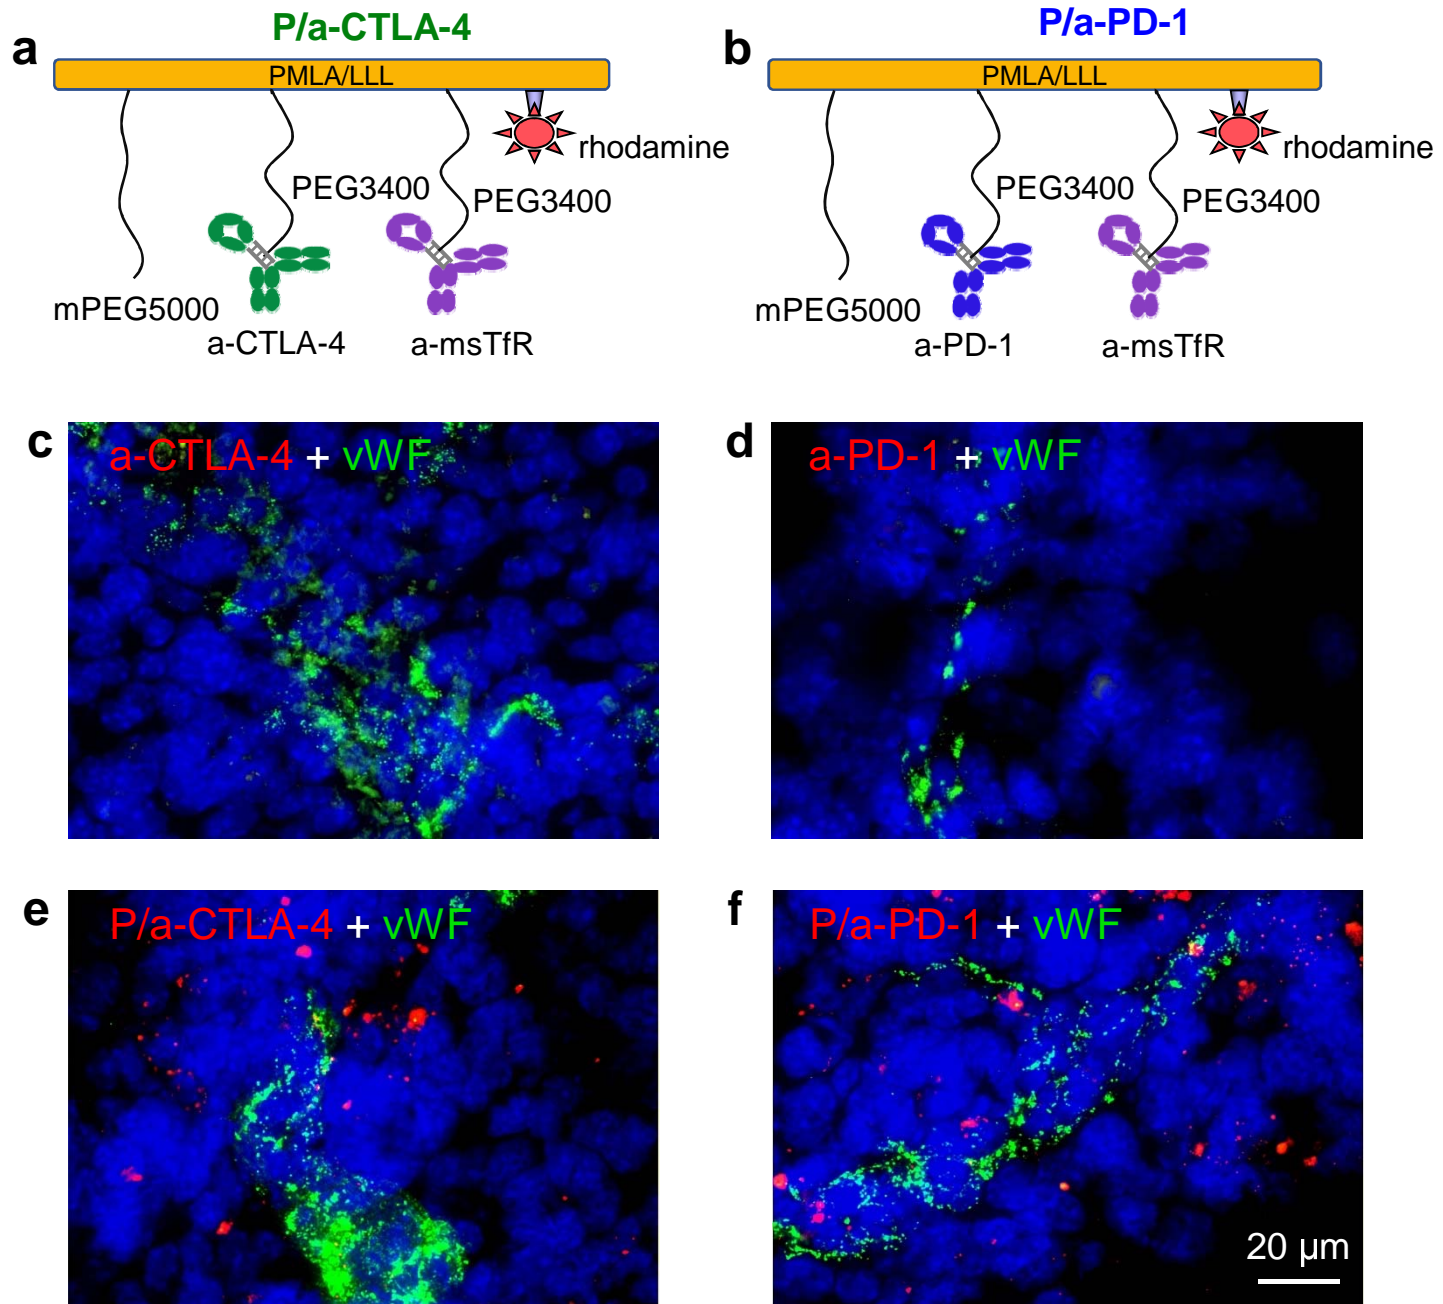 a
P/a-CTLA-4
PMLA/LLL
rhodamine
PEG3400
PEG3400
mPEG5000
a-CTLA-4
a-msTfR
b
P/a-PD-1
PMLA/LLL
rhodamine
PEG3400
PEG3400
mPEG5000
a-PD-1
a-msTfR
c
a-CTLA-4 + vWF
d
a-PD-1 + vWF
e
P/a-CTLA-4 + vWF
f
P/a-PD-1 + vWF
20 µm